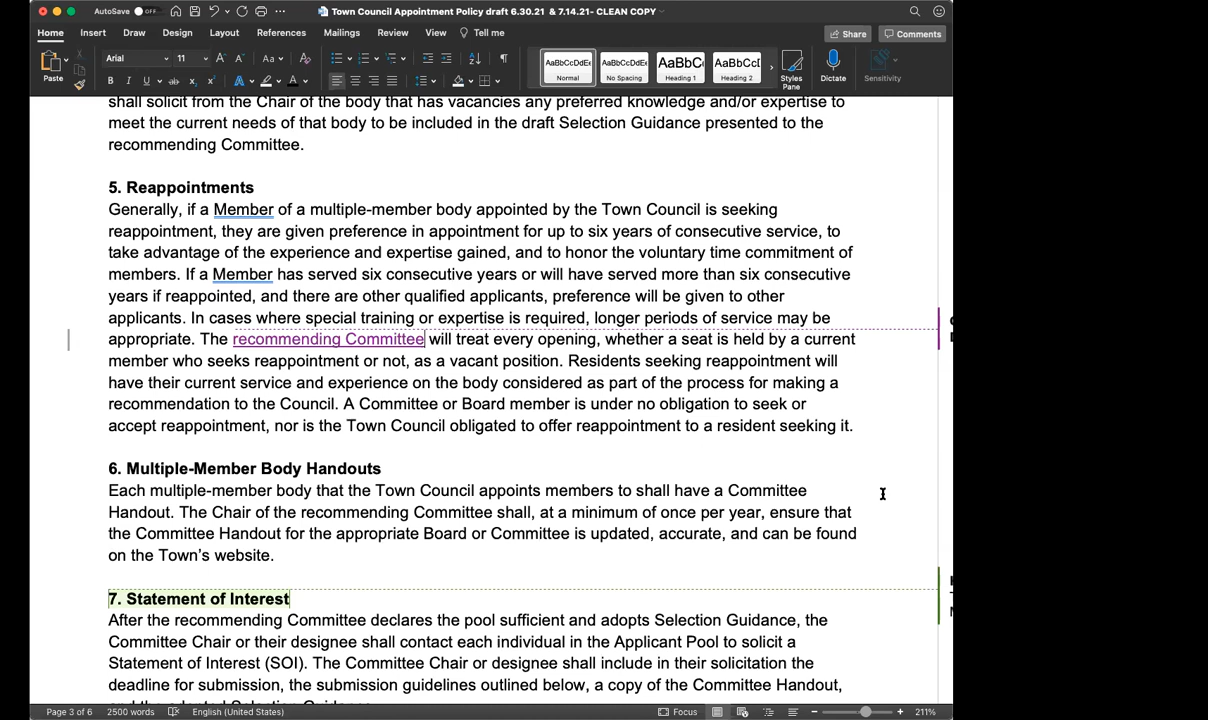 AutoSave OFF Town Council Appointment Policy draft 6.30.21 & 7.14.21- CLEAN COPY
Home Insert Draw Design Layout References Mailings Review View Tell me Share Comments
Paste Arial 11 Aa AaBbCcDdEe AaBbCcDdEe AaBbC AaBbCc
Normal No Spacing Heading 1 Heading 2 Styles Pane Dictate Sensitivity
shall solicit from the Chair of the body that has vacancies any preferred knowledge and/or expertise to
meet the current needs of that body to be included in the draft Selection Guidance presented to the
recommending Committee.
5. Reappointments
Generally, if a Member of a multiple-member body appointed by the Town Council is seeking
reappointment, they are given preference in appointment for up to six years of consecutive service, to
take advantage of the experience and expertise gained, and to honor the voluntary time commitment of
members. If a Member has served six consecutive years or will have served more than six consecutive
years if reappointed, and there are other qualified applicants, preference will be given to other
applicants. In cases where special training or expertise is required, longer periods of service may be
appropriate. The recommending Committee will treat every opening, whether a seat is held by a current
member who seeks reappointment or not, as a vacant position. Residents seeking reappointment will
have their current service and experience on the body considered as part of the process for making a
recommendation to the Council. A Committee or Board member is under no obligation to seek or
accept reappointment, nor is the Town Council obligated to offer reappointment to a resident seeking it.
6. Multiple-Member Body Handouts
Each multiple-member body that the Town Council appoints members to shall have a Committee
Handout. The Chair of the recommending Committee shall, at a minimum of once per year, ensure that
the Committee Handout for the appropriate Board or Committee is updated, accurate, and can be found
on the Town's website.
7. Statement of Interest
After the recommending Committee declares the pool sufficient and adopts Selection Guidance, the
Committee Chair or their designee shall contact each individual in the Applicant Pool to solicit a
Statement of Interest (SOI). The Committee Chair or designee shall include in their solicitation the
deadline for submission, the submission guidelines outlined below, a copy of the Committee Handout,
and the adopted Selection Guidance.
Page 3 of 6 2500 words English (United States) Focus 211%